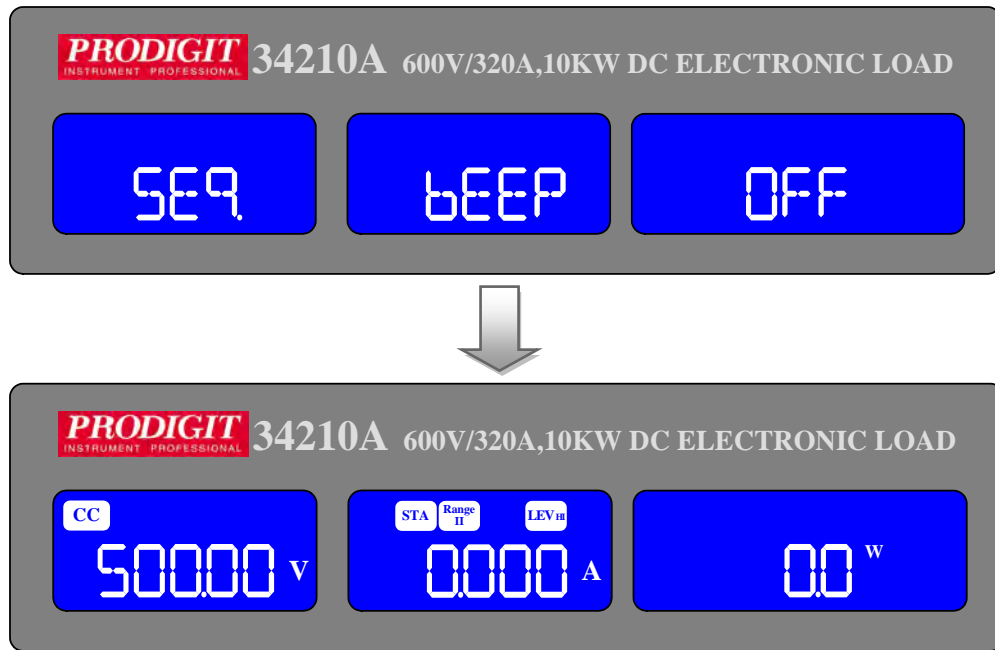 PRODIGIT 34210A 600V/320A,10KW DC ELECTRONIC LOAD
INSTRUMENT PROFESSIONAL
SEq. bEEP OFF
PRODIGIT 34210A 600V/320A,10KW DC ELECTRONIC LOAD
INSTRUMENT PROFESSIONAL
CC STA Range II LEV HI
500.00 V 0.000 A 0.0 W